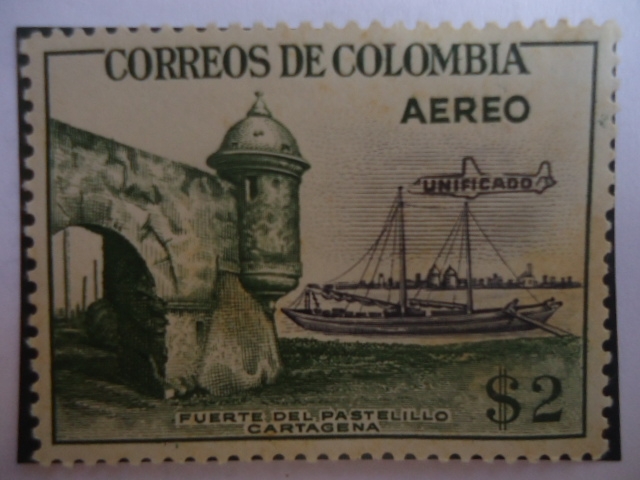 CORREOS DE COLOMBIA
AEREO
UNIFICADO
$2
FUERTE DEL PASTELILLO
CARTAGENA